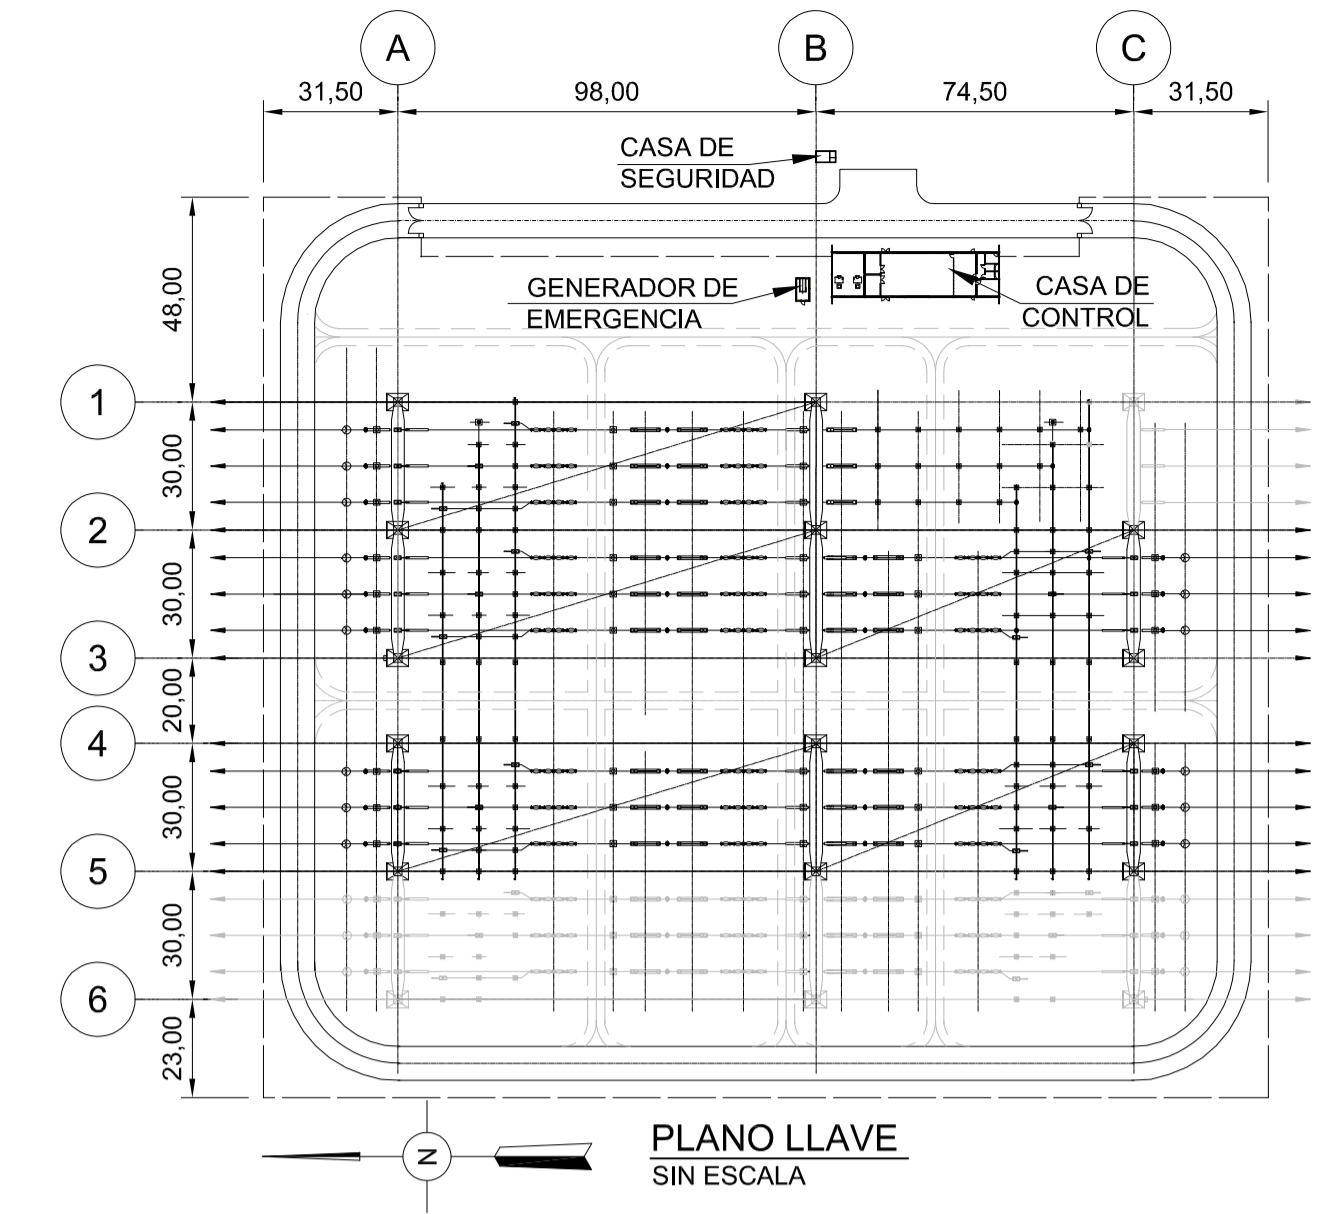 A
B
C
31,50
98,00
74,50
31,50
CASA DE
SEGURIDAD
48,00
GENERADOR DE
EMERGENCIA
CASA DE
CONTROL
1
30,00
2
30,00
3
20,00
4
30,00
5
30,00
6
23,00
N
PLANO LLAVE
SIN ESCALA